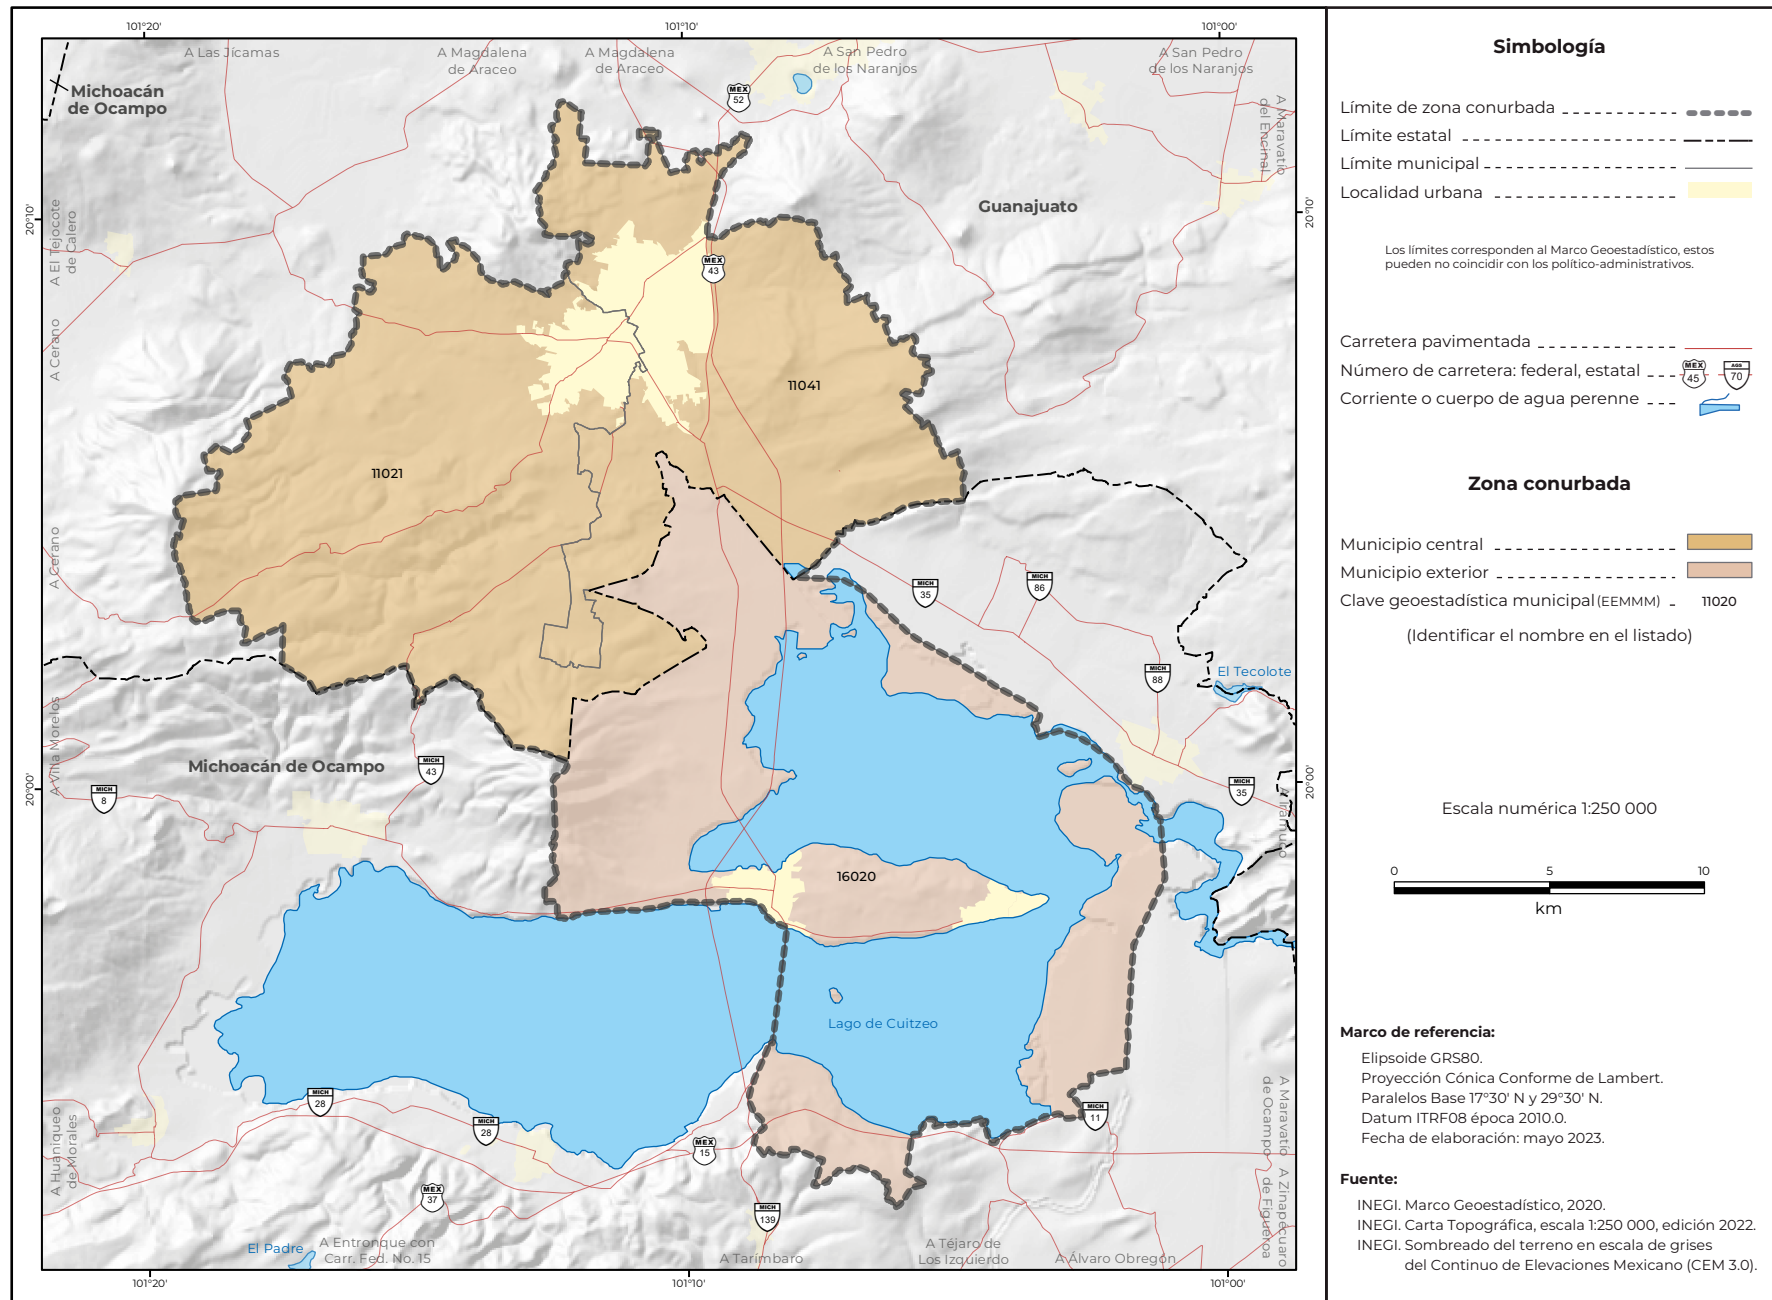 101°20'
101°10'
101°00'
A Las Jícamas
A Magdalena
de Araceo
A Magdalena
de Araceo
A San Pedro
de los Naranjos
A San Pedro
de los Naranjos
Michoacán
de Ocampo
MEX
52
A Maravatío
del Encinal
20°10'
20°10'
A El Tejocote
de Calero
Guanajuato
MEX
43
A Cerano
11041
11021
A Cerano
MICH
35
MICH
86
MICH
88
El Tecolote
A Villa Morelos
Michoacán de Ocampo
MICH
43
MICH
8
20°00'
20°00'
MICH
35
A Iramuco
16020
Lago de Cuitzeo
MICH
28
MICH
28
MICH
11
MEX
15
A Huaniqueo
de Morales
A Maravatío
de Ocampo
MEX
37
MICH
139
A Zinapécuaro
de Figueroa
El Padre
A Entronque con
Carr. Fed. No. 15
A Tarímbaro
A Téjaro de
Los Izquierdo
A Álvaro Obregón
101°20'
101°10'
101°00'
Simbología
Límite de zona conurbada
Límite estatal
Límite municipal
Localidad urbana
Los límites corresponden al Marco Geoestadístico, estos
pueden no coincidir con los político-administrativos.
Carretera pavimentada
Número de carretera: federal, estatal MEX 45 AGS 70
Corriente o cuerpo de agua perenne
Zona conurbada
Municipio central
Municipio exterior
Clave geoestadística municipal (EEMMM) 11020
(Identificar el nombre en el listado)
Escala numérica 1:250 000
0 5 10
km
Marco de referencia:
Elipsoide GRS80.
Proyección Cónica Conforme de Lambert.
Paralelos Base 17°30' N y 29°30' N.
Datum ITRF08 época 2010.0.
Fecha de elaboración: mayo 2023.
Fuente:
INEGI. Marco Geoestadístico, 2020.
INEGI. Carta Topográfica, escala 1:250 000, edición 2022.
INEGI. Sombreado del terreno en escala de grises
del Continuo de Elevaciones Mexicano (CEM 3.0).